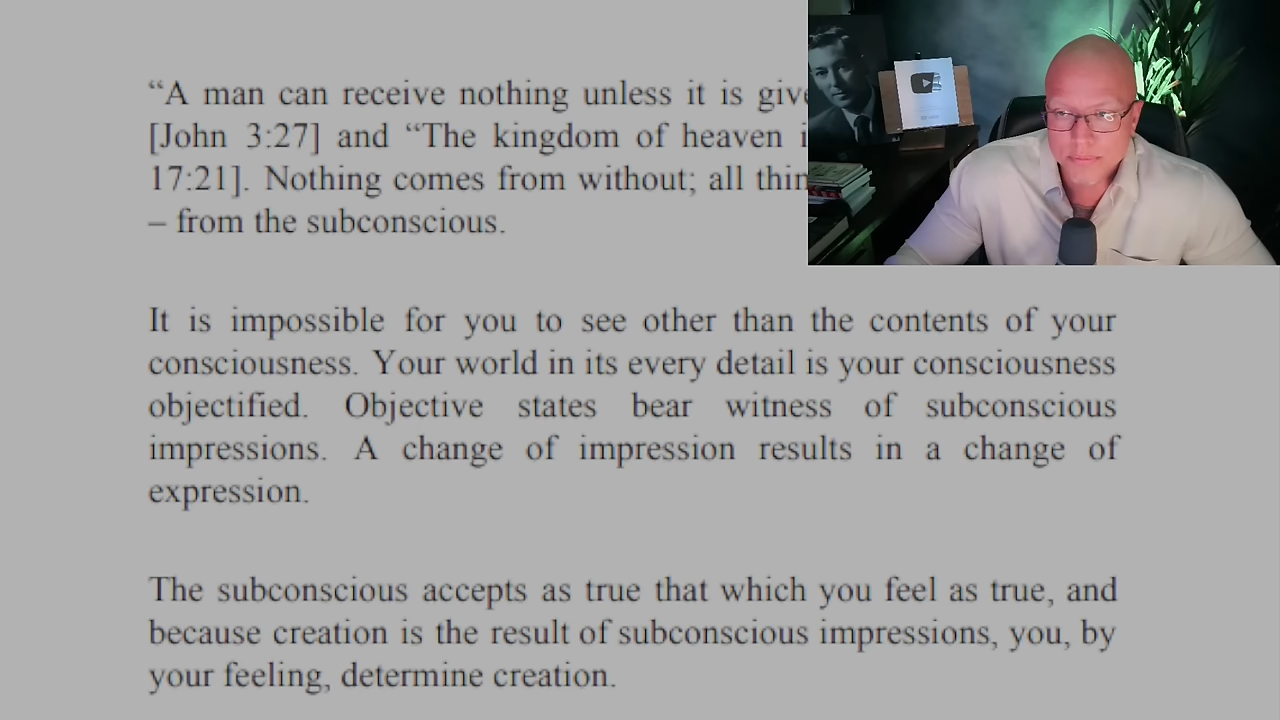 “A man can receive nothing unless it is
[John 3:27] and “The kingdom of heaven
17:21]. Nothing comes from without; all
– from the subconscious.
It is impossible for you to see other than the contents of your
consciousness. Your world in its every detail is your consciousness
objectified. Objective states bear witness of subconscious
impressions. A change of impression results in a change of
expression.
The subconscious accepts as true that which you feel as true, and
because creation is the result of subconscious impressions, you, by
your feeling, determine creation.